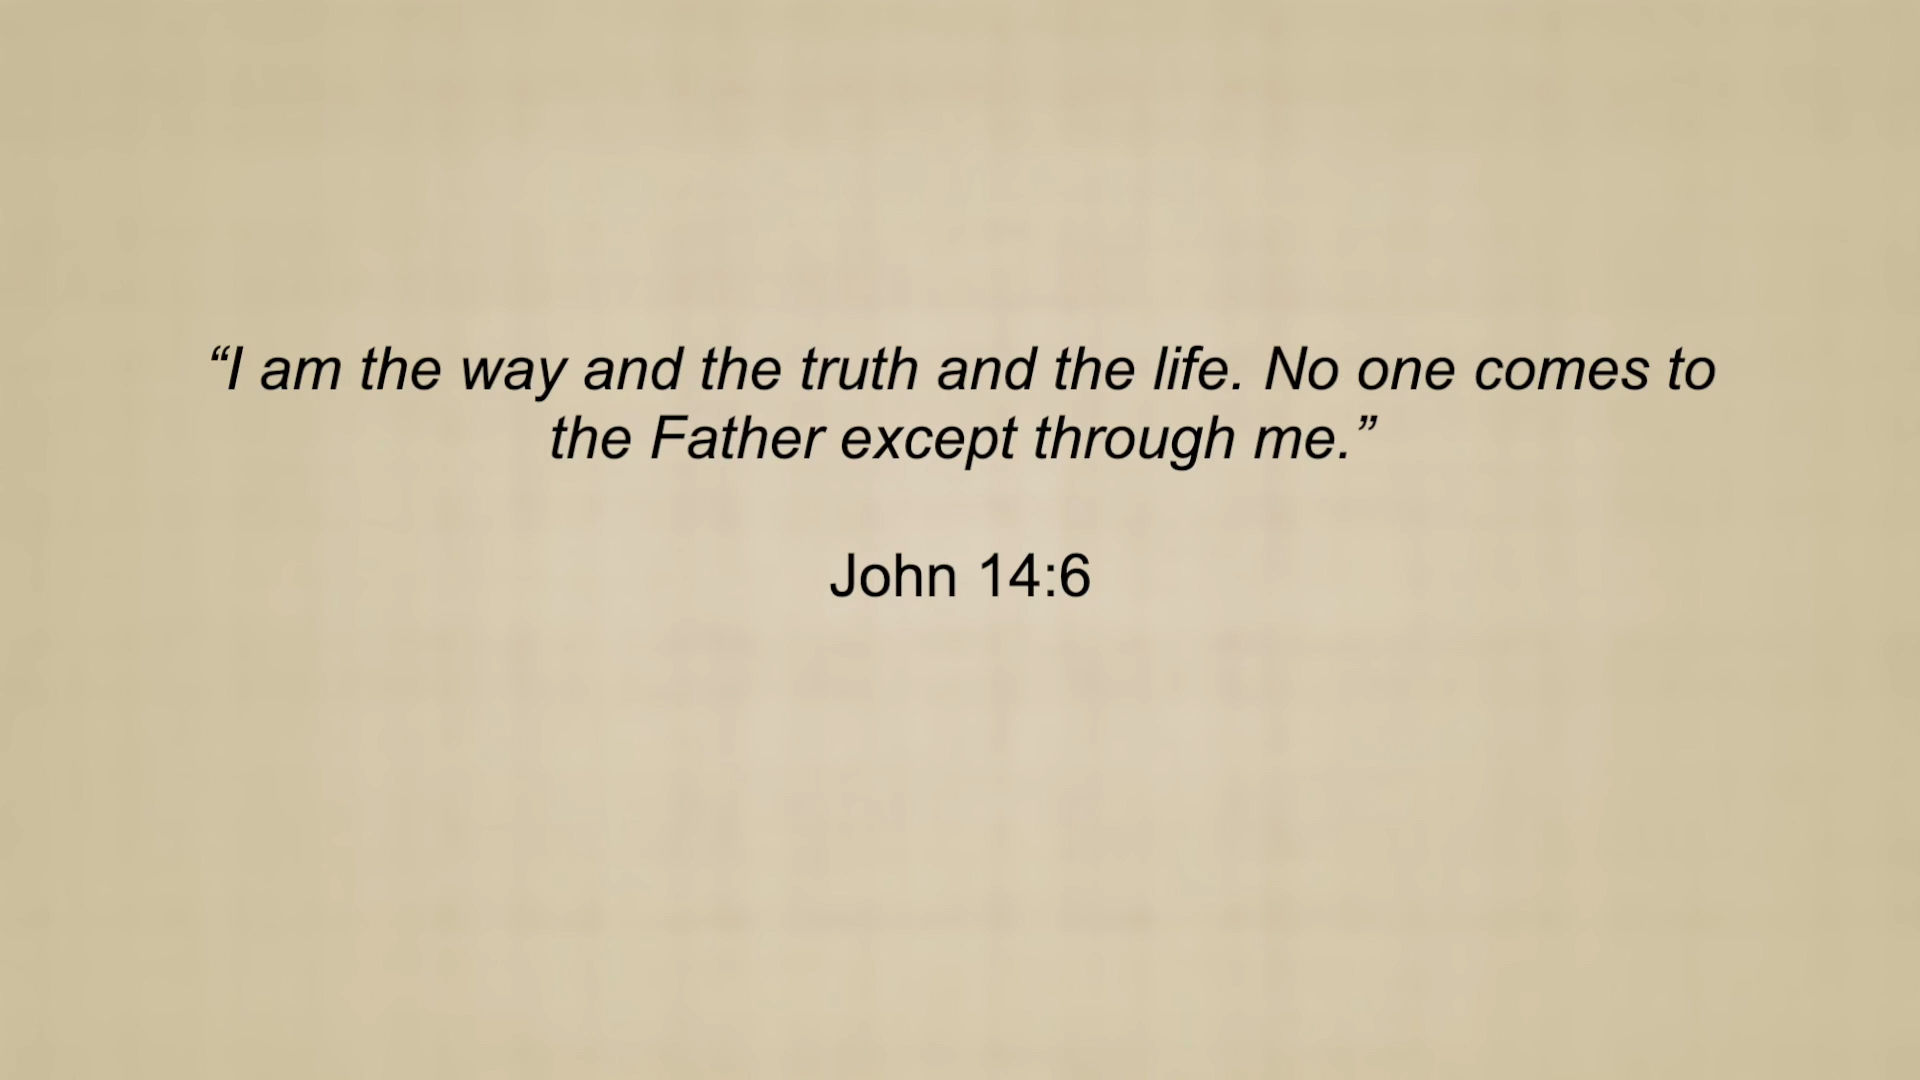 “I am the way and the truth and the life. No one comes to
the Father except through me.”
John 14:6